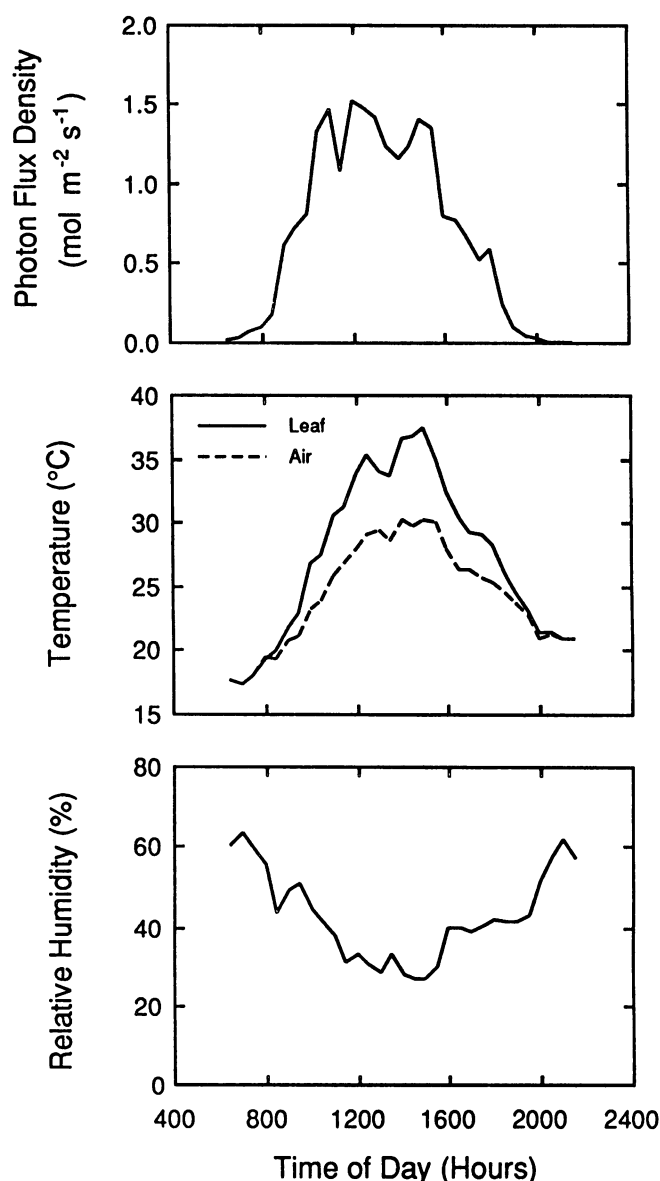 Photon Flux Density
(mol m⁻² s⁻¹)
2.0
1.5
1.0
0.5
0.0
Temperature (°C)
40
35
30
25
20
15
Leaf
Air
Relative Humidity (%)
80
60
40
20
0
400 800 1200 1600 2000 2400
Time of Day (Hours)